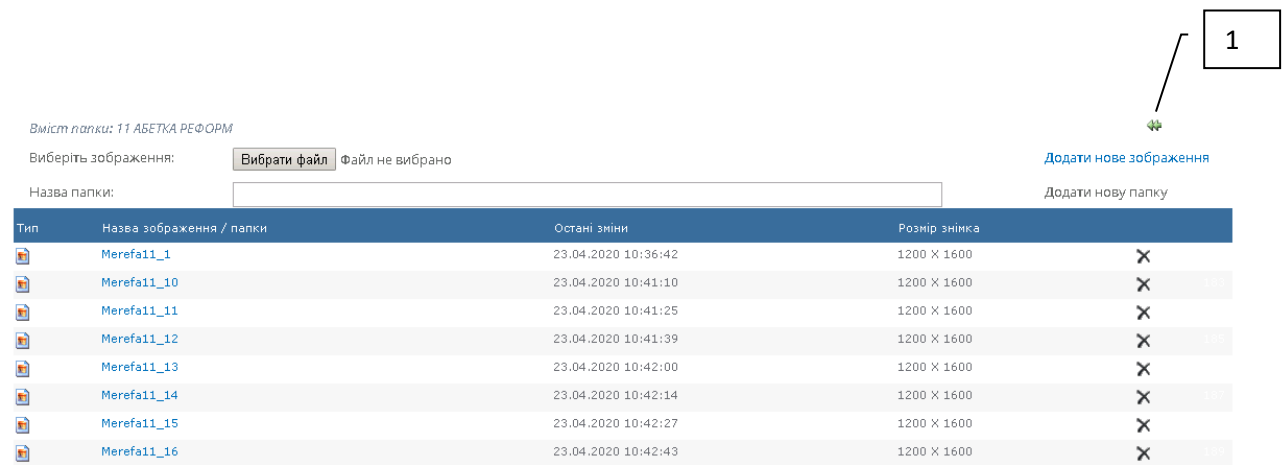 1
Вміст папки: 11 АБЕТКА РЕФОРМ
Виберіть зображення: Вибрати файл Файл не вибрано Додати нове зображення
Назва папки: Додати нову папку
Тип Назва зображення / папки Остані зміни Розмір знімка
Merefa11_1 23.04.2020 10:36:42 1200 X 1600
Merefa11_10 23.04.2020 10:41:10 1200 X 1600
Merefa11_11 23.04.2020 10:41:25 1200 X 1600
Merefa11_12 23.04.2020 10:41:39 1200 X 1600
Merefa11_13 23.04.2020 10:42:00 1200 X 1600
Merefa11_14 23.04.2020 10:42:14 1200 X 1600
Merefa11_15 23.04.2020 10:42:27 1200 X 1600
Merefa11_16 23.04.2020 10:42:43 1200 X 1600